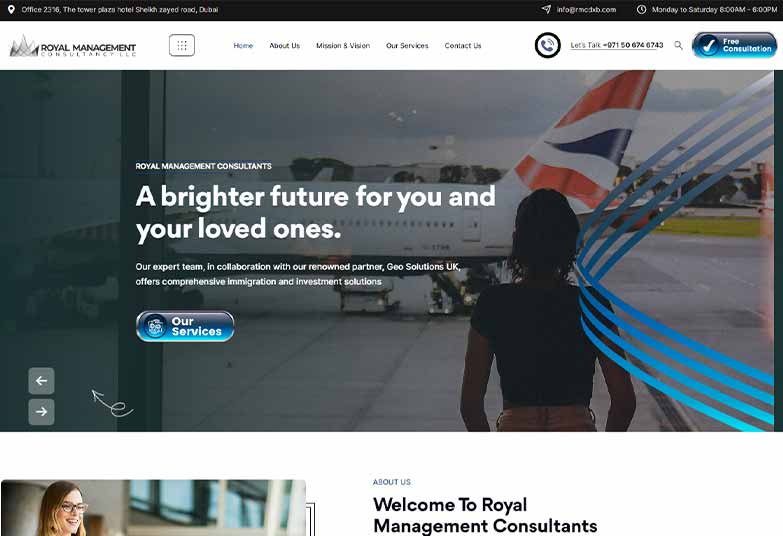 Office 2316, The tower plaza hotel Sheikh zayed road, Dubai
info@rmcdxb.com
Monday to Saturday 8:00AM - 6:00PM
ROYAL MANAGEMENT
CONSULTANCY LLC
Home
About Us
Mission & Vision
Our Services
Contact Us
Let's Talk +971 50 674 6743
Free
Consultation
ROYAL MANAGEMENT CONSULTANTS
A brighter future for you and
your loved ones.
Our expert team, in collaboration with our renowned partner, Geo Solutions UK,
offers comprehensive immigration and investment solutions
Our
Services
ABOUT US
Welcome To Royal
Management Consultants